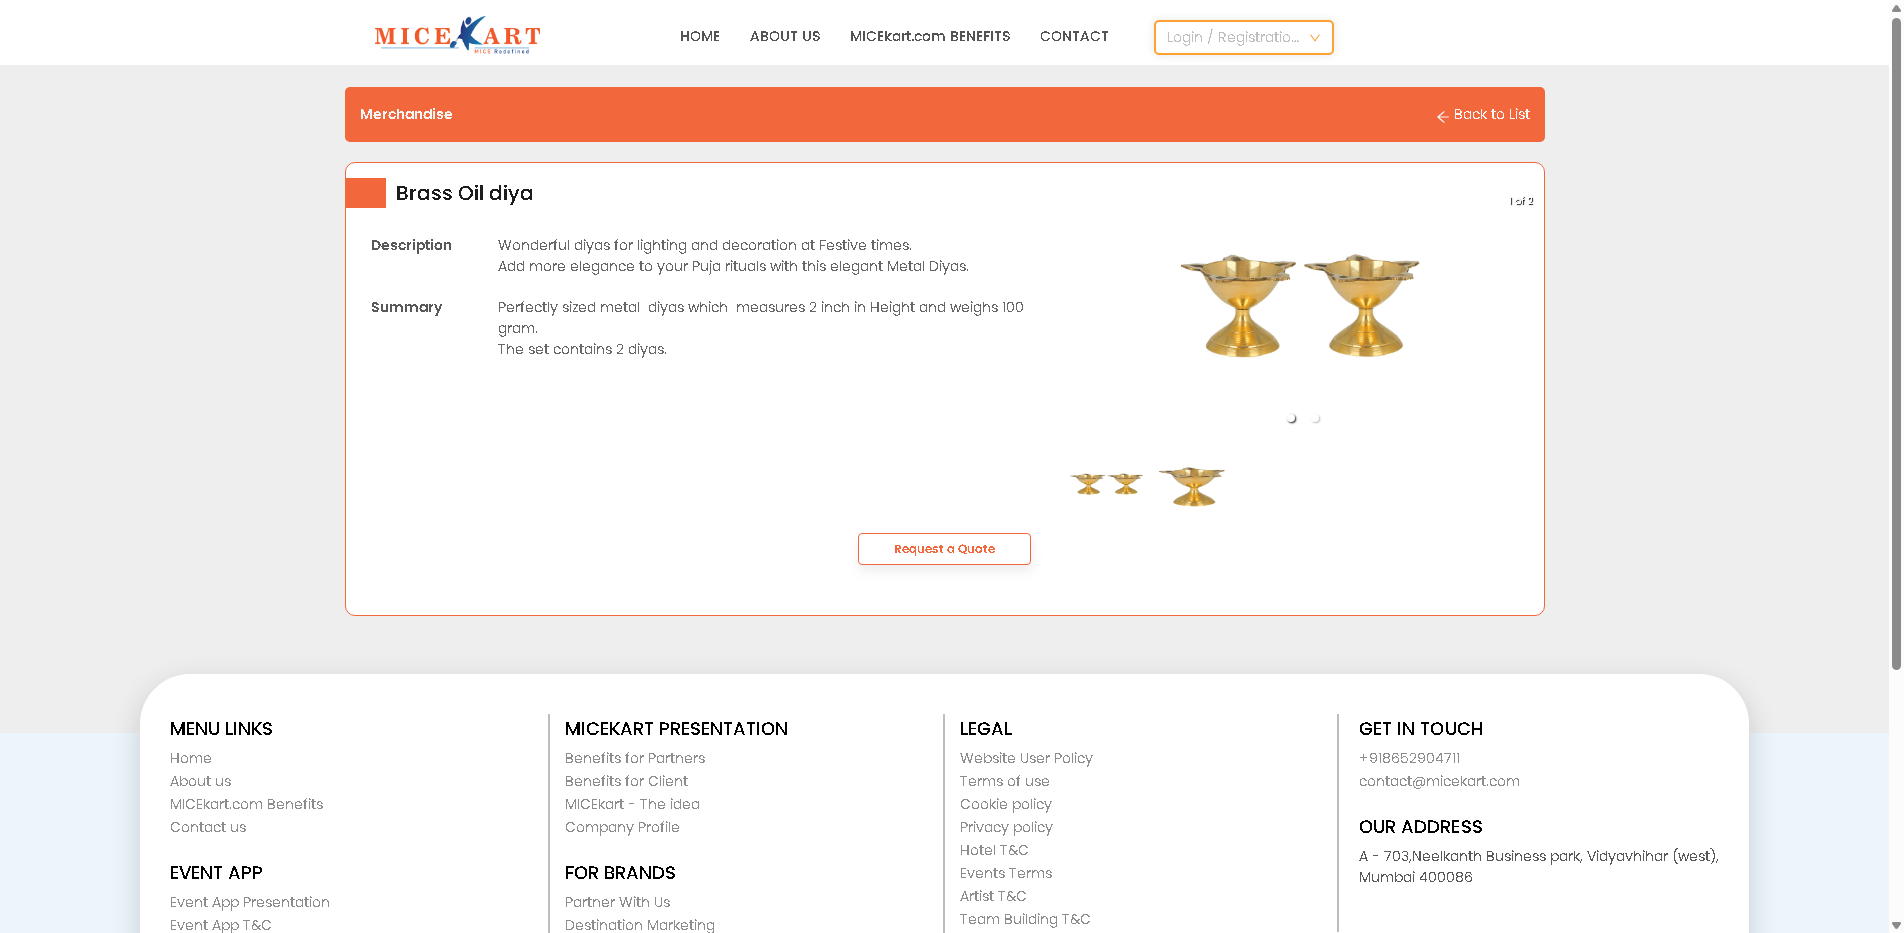 MICEKART
MICE Redefined
HOME
ABOUT US
MICEkart.com BENEFITS
CONTACT
Login / Registratio...
Merchandise
Back to List
Brass Oil diya
1 of 2
Description
Wonderful diyas for lighting and decoration at Festive times.
Add more elegance to your Puja rituals with this elegant Metal Diyas.
Summary
Perfectly sized metal  diyas which  measures 2 inch in Height and weighs 100
gram.
The set contains 2 diyas.
Request a Quote
MENU LINKS
Home
About us
MICEkart.com Benefits
Contact us
EVENT APP
Event App Presentation
Event App T&C
MICEKART PRESENTATION
Benefits for Partners
Benefits for Client
MICEkart - The idea
Company Profile
FOR BRANDS
Partner With Us
Destination Marketing
LEGAL
Website User Policy
Terms of use
Cookie policy
Privacy policy
Hotel T&C
Events Terms
Artist T&C
Team Building T&C
GET IN TOUCH
+918652904711
contact@micekart.com
OUR ADDRESS
A - 703,Neelkanth Business park, Vidyavhihar (west),
Mumbai 400086